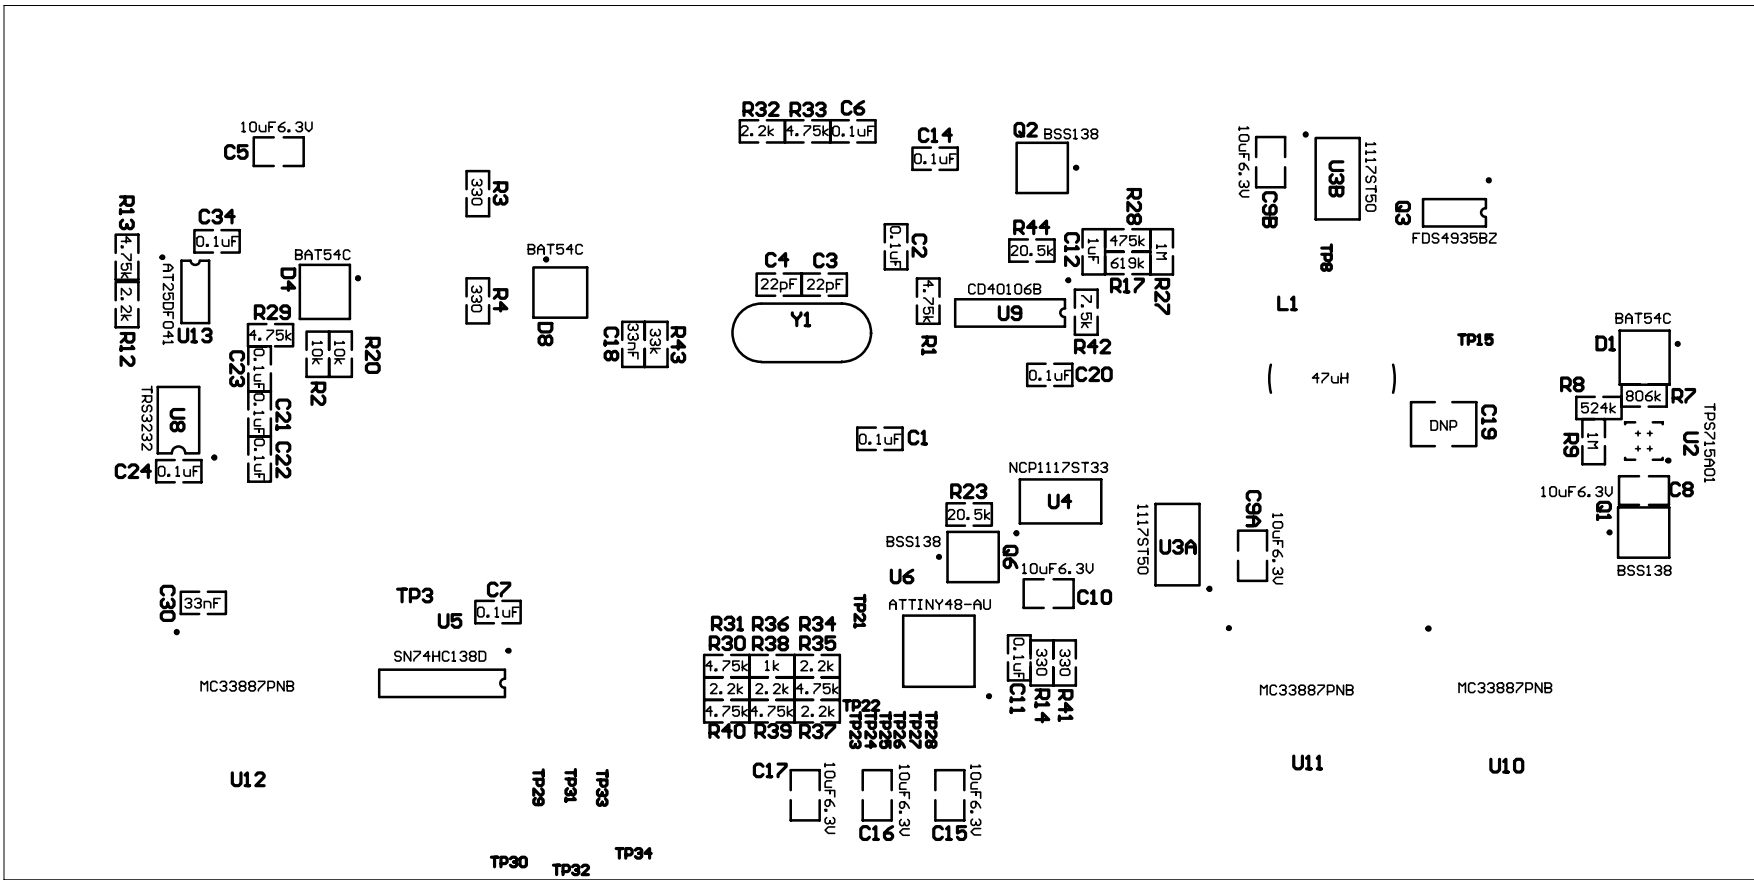 R32 R33 C6
2.2k 4.75k 0.1uF
10uF6.3V
C5
C14
0.1uF
Q2 BSS138
10uF6.3V
C9B
U3B
1117ST50
R3
330
Q3
FDS4935BZ
R13
4.75k
2.2k
R12
C34
0.1uF
AT25DF041
U13
BAT54C
D4
BAT54C
D8
R4
330
C2
0.1uF
R44
20.5k
C12
1uF
R28
475k
619k
R17
1M
R27
TP8
C4 C3
22pF 22pF
Y1
4.75k
R1
CD40106B
U9
7.5k
R42
L1
R29
4.75k
10k 10k
R20
R2
C18
33nF
33k
R43
TP15
BAT54C
D1
C23
0.1uF
0.1uF
C21
0.1uF
C22
0.1uF
C20
47uH
R8
524k
806k
R7
TRS3232
U8
DNP
C19
R9
1M
U2
TPS715A01
C24
0.1uF
0.1uF
C1
NCP1117ST33
U4
R23
20.5k
10uF6.3V
C8
Q1
BSS138
1117ST50
U3A
C9A
10uF6.3V
BSS138
Q6
U6
10uF6.3V
C10
C30
33nF
TP3
U5
C7
0.1uF
TP21
ATTINY48-AU
R31 R36 R34
R30 R38 R35
4.75k 1k 2.2k
2.2k 2.2k 4.75k
4.75k 4.75k 2.2k
R40 R39 R37
SN74HC138D
0.1uF
330
330
C11
R14
R41
MC33887PNB
MC33887PNB
MC33887PNB
TP22
TP23
TP24
TP25
TP26
TP27
TP28
U12
U11
U10
TP29
TP31
TP33
C17
10uF6.3V
10uF6.3V
C16
10uF6.3V
C15
TP30
TP32
TP34